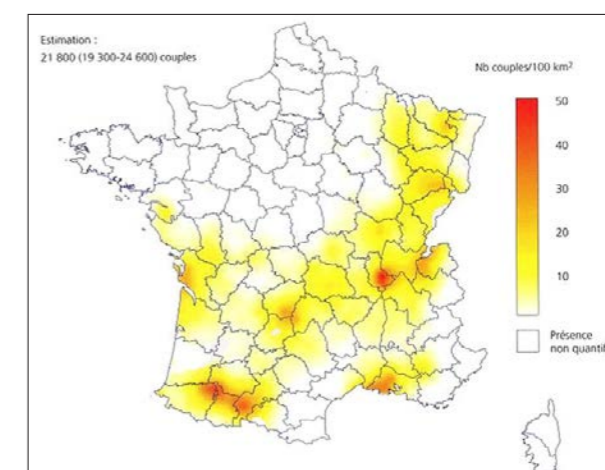 Estimation :
21 800 (19 300-24 600) couples
Nb couples/100 km²
50
40
30
20
10
Présence
non quantif